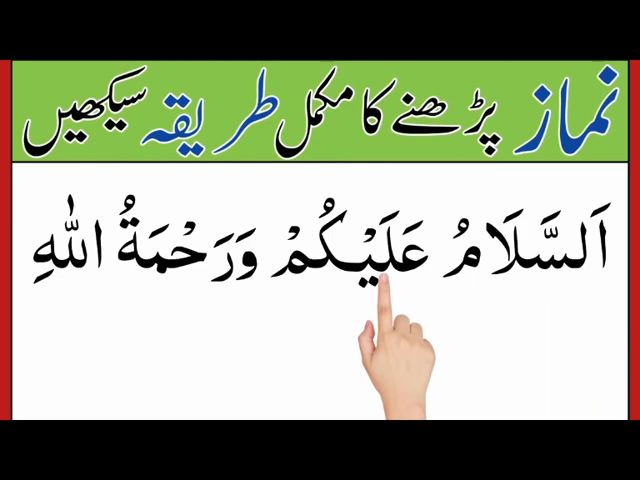 نماز پڑھنے کا مکمل طریقہ سیکھیں
اَلسَّلَامُ عَلَيْكُمْ وَرَحْمَةُ اللّٰهِ